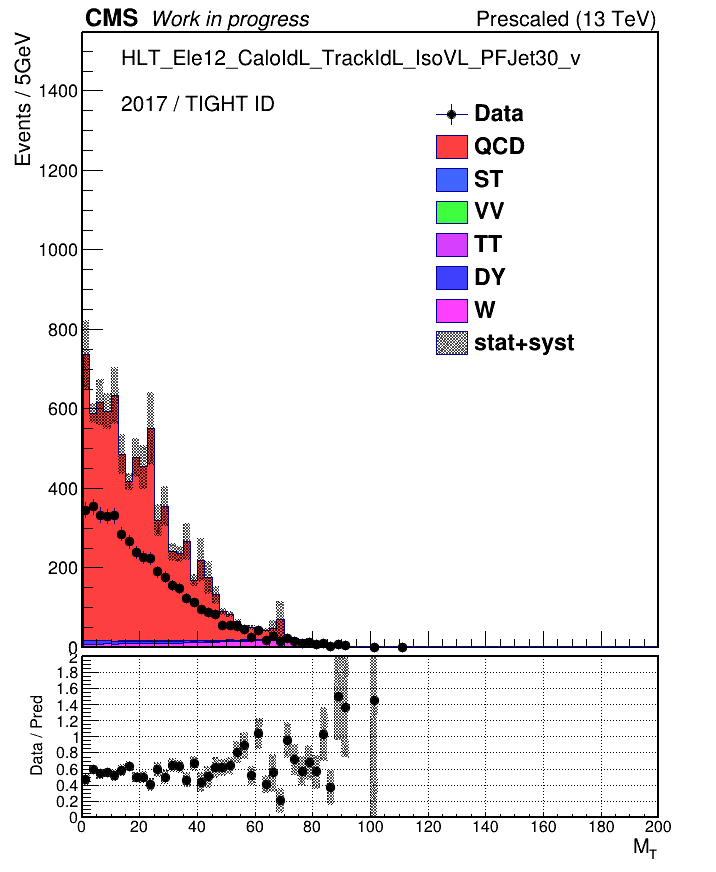 CMS Work in progress Prescaled (13 TeV)
HLT_Ele12_CaloIdL_TrackIdL_IsoVL_PFJet30_v
2017 / TIGHT ID
Events / 5GeV
1400
1200
1000
800
600
400
200
0
Data
QCD
ST
VV
TT
DY
W
stat+syst
Data / Pred
2
1.8
1.6
1.4
1.2
1
0.8
0.6
0.4
0.2
0
0 20 40 60 80 100 120 140 160 180 200
M_T